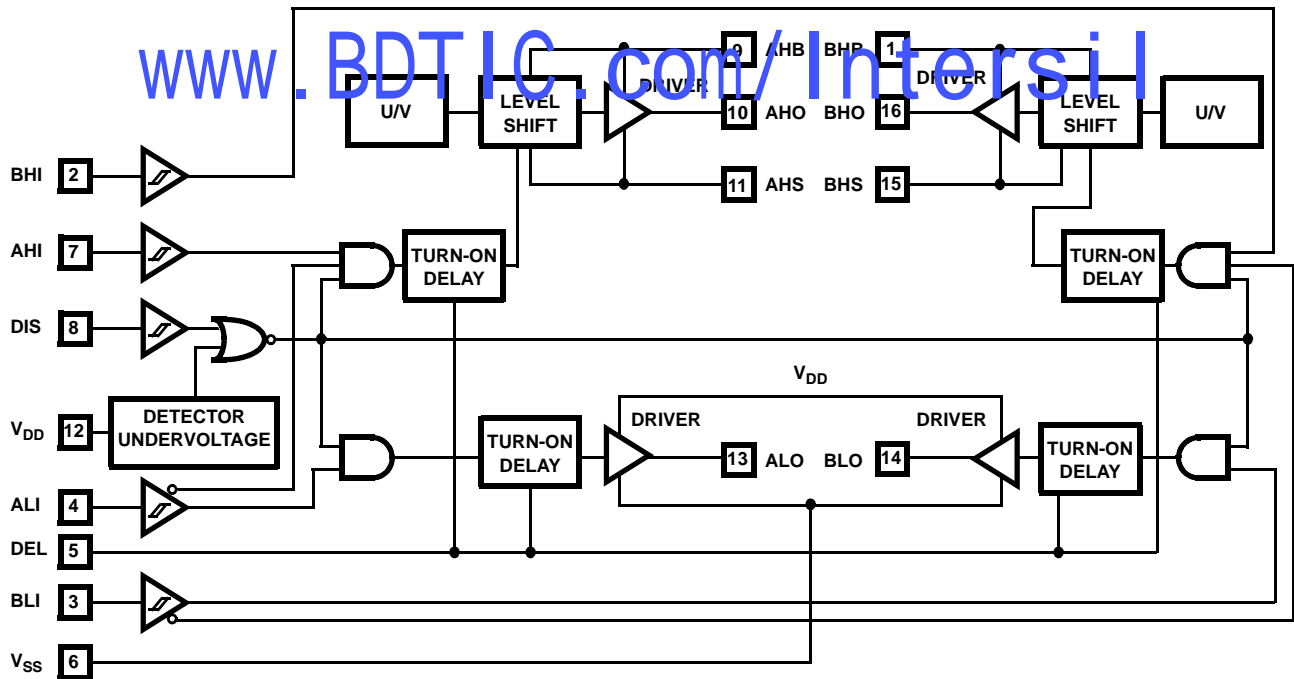 www.BDTIC.com/Intersil
9 AHB BHB 1
DRIVER DRIVER
U/V
LEVEL
SHIFT
10 AHO BHO 16
LEVEL
SHIFT
U/V
BHI 2
11 AHS BHS 15
AHI 7
TURN-ON
DELAY
TURN-ON
DELAY
DIS 8
VDD
VDD 12
DETECTOR
UNDERVOLTAGE
DRIVER DRIVER
TURN-ON
DELAY
13 ALO BLO 14
TURN-ON
DELAY
ALI 4
DEL 5
BLI 3
VSS 6